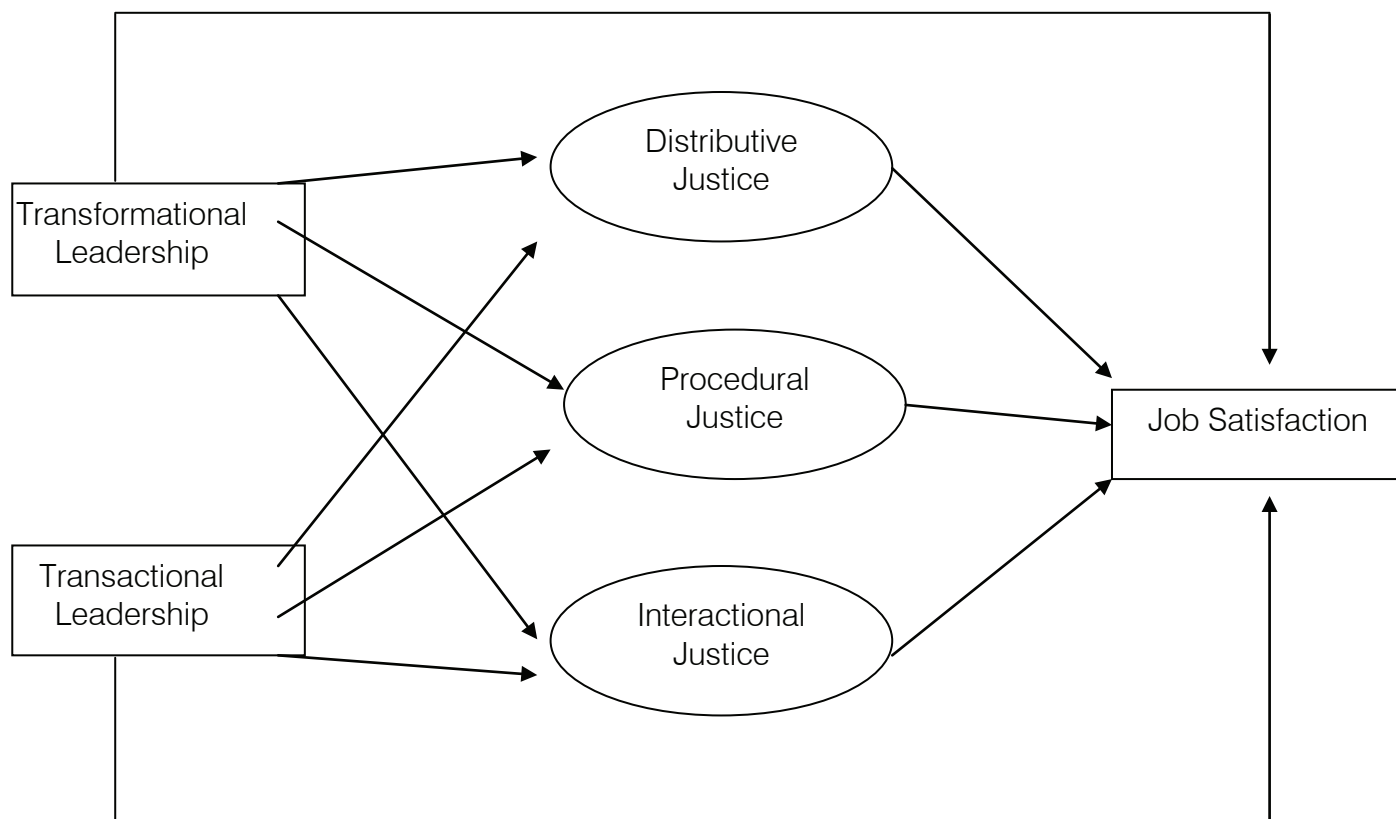 Distributive
Justice
Transformational
Leadership
Procedural
Justice
Job Satisfaction
Transactional
Leadership
Interactional
Justice